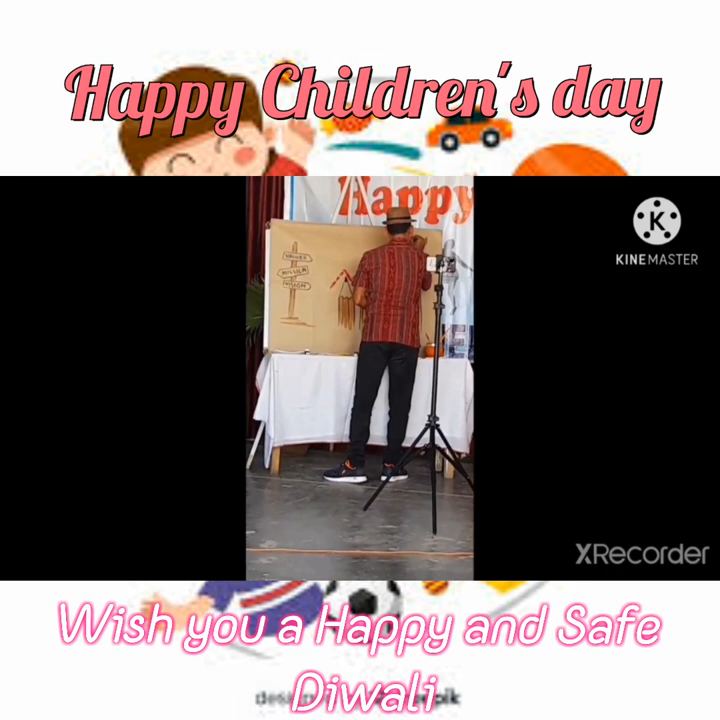 Happy Children's day
Happy
KINEMASTER
XRecorder
Wish you a Happy and Safe
Diwali